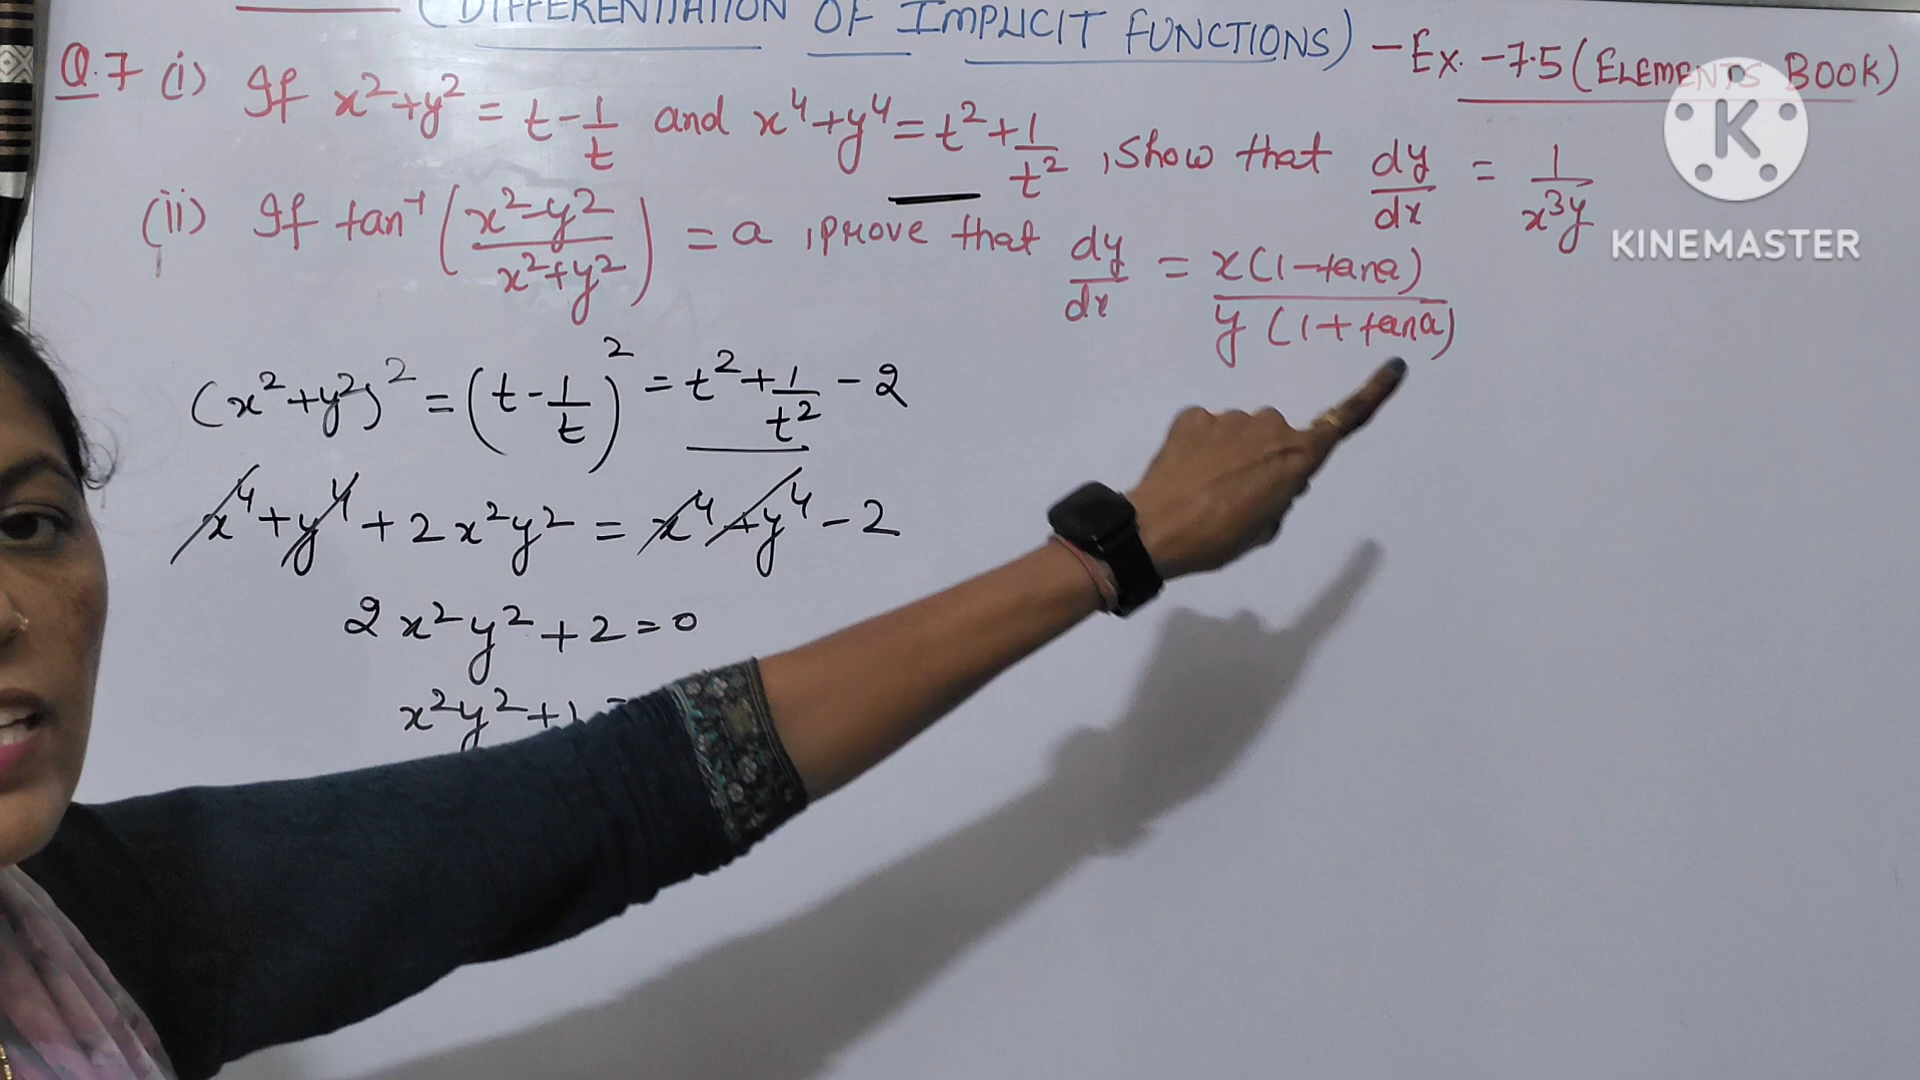 (DIFFERENTIATION OF IMPLICIT FUNCTIONS) - Ex. - 7.5 (ELEMENTS BOOK)
Q.7 (i) If x²+y² = t - 1/t and x⁴+y⁴ = t² + 1/t², Show that dy/dx = 1/x³y
(ii) If tan⁻¹ (x²-y²/x²+y²) = a, prove that dy/dx = x(1-tana)/y(1+tana)
(x²+y²)² = (t - 1/t)² = t² + 1/t² - 2
x⁴+y⁴+2x²y² = x⁴+y⁴-2
2x²y²+2=0
x²y²+1
K
KINEMASTER